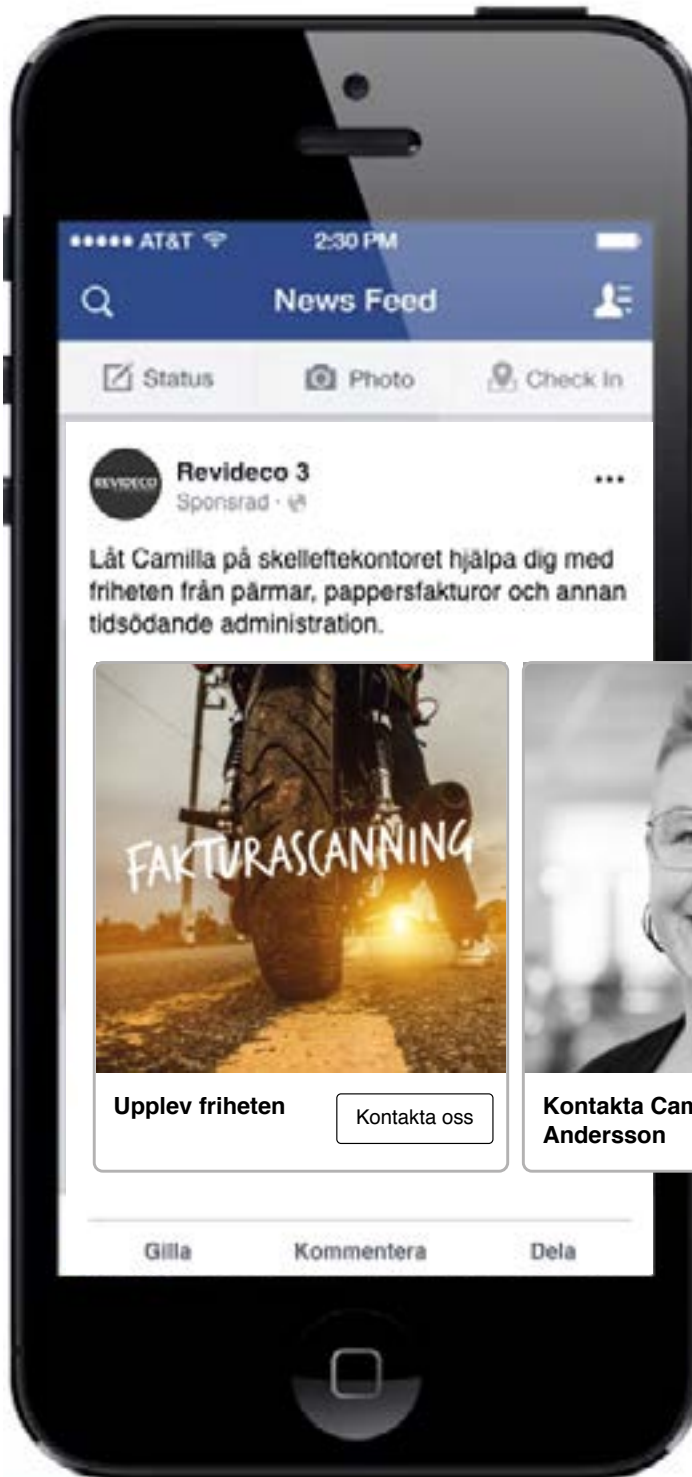 AT&T 2:30 PM
News Feed
Status Photo Check In
REVIDECO
Revideco 3
Sponsrad
Låt Camilla på skelleftekontoret hjälpa dig med
friheten från pärmar, pappersfakturor och annan
tidsödande administration.
FAKTURASCANNING
Upplev friheten
Kontakta oss
Kontakta Cam
Andersson
Gilla Kommentera Dela